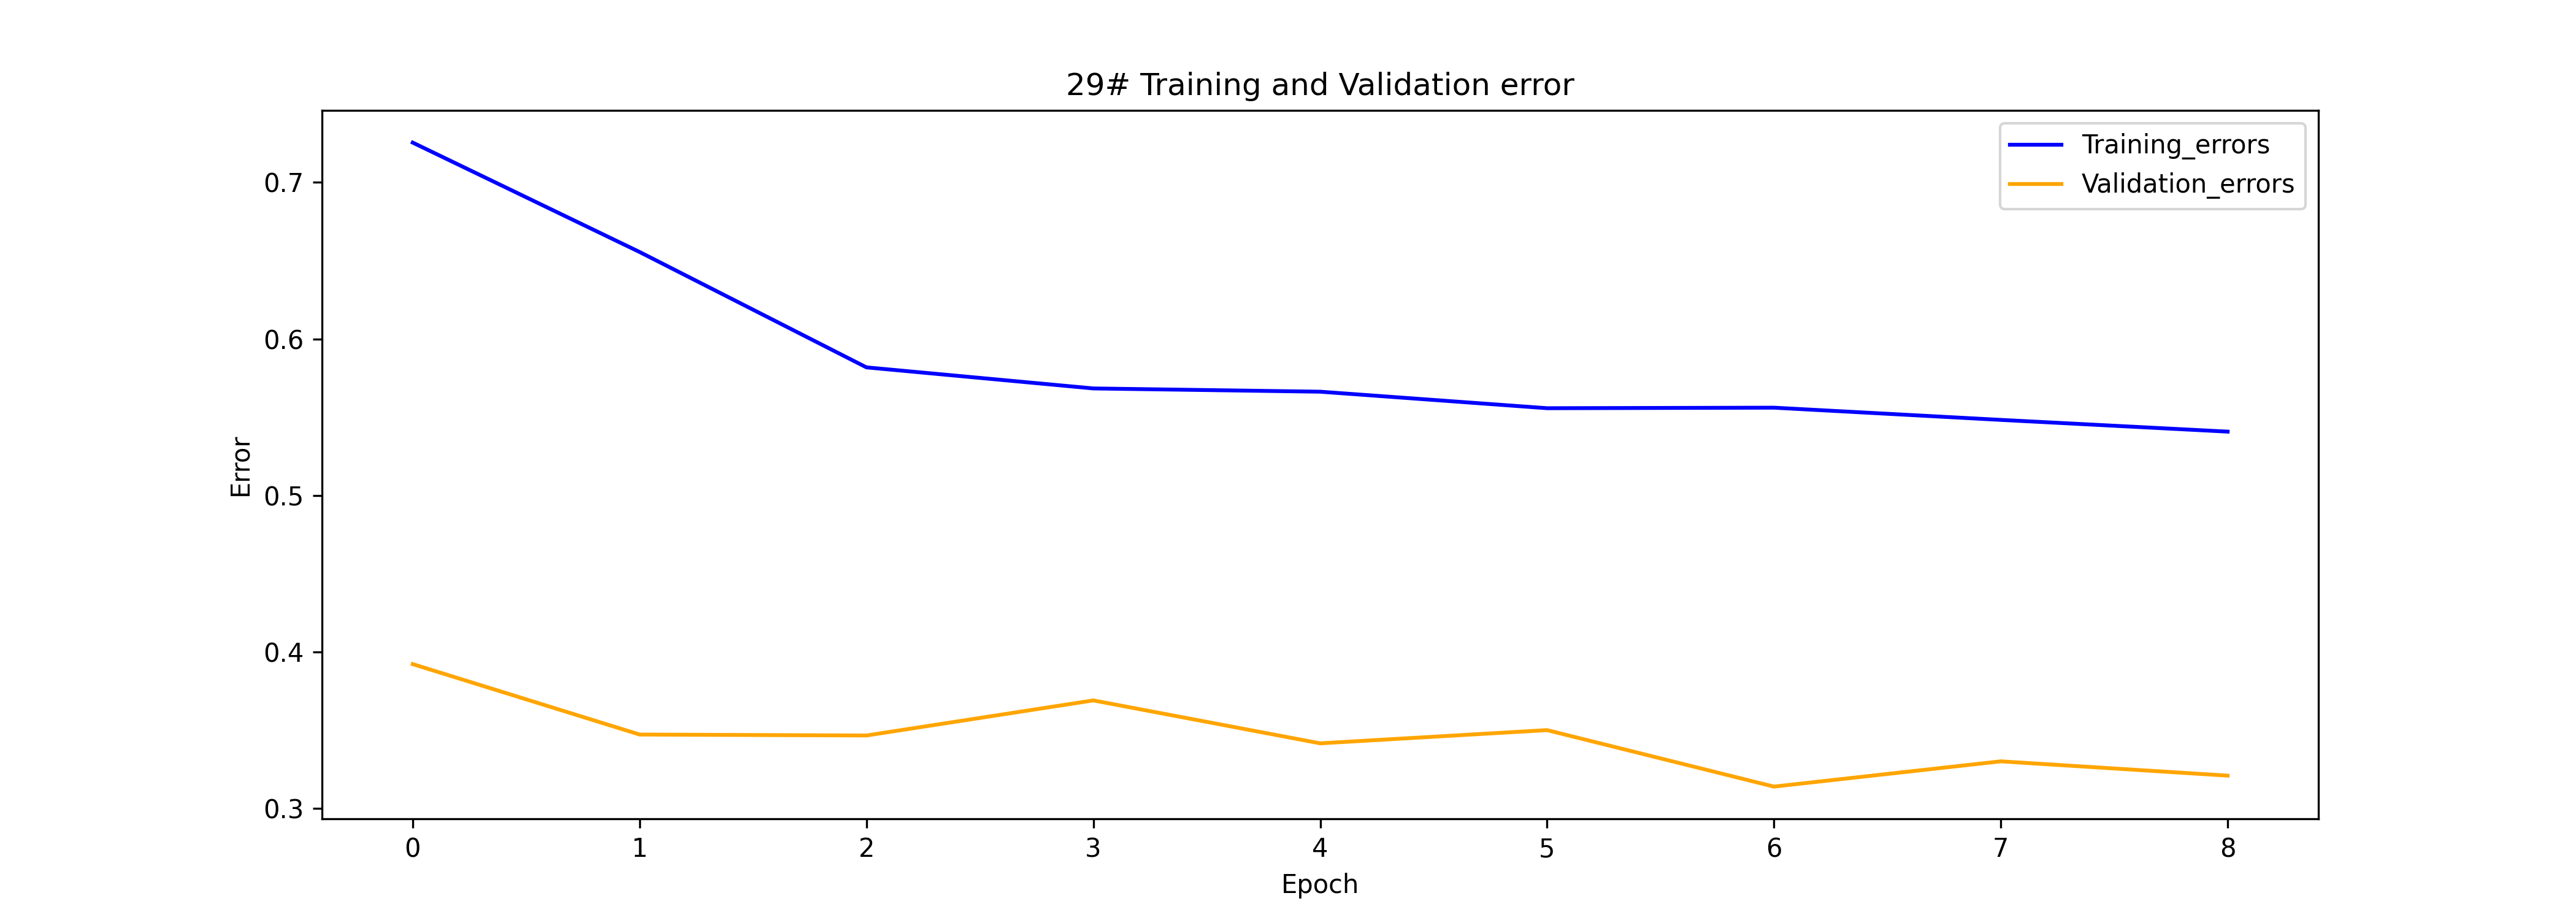 29# Training and Validation error
Training_errors
Validation_errors
0.7
0.6
0.5
0.4
0.3
Error
0 1 2 3 4 5 6 7 8
Epoch